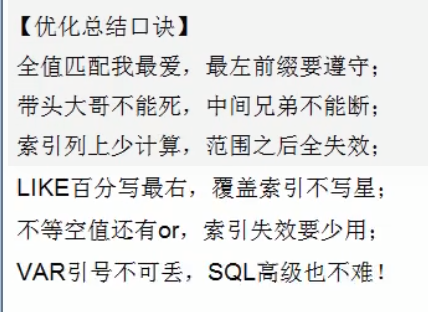 【优化总结口诀】
全值匹配我最爱，最左前缀要遵守；
带头大哥不能死，中间兄弟不能断；
索引列上少计算，范围之后全失效；
LIKE百分写最右，覆盖索引不写星；
不等空值还有or，索引失效要少用；
VAR引号不可丢，SQL高级也不难！